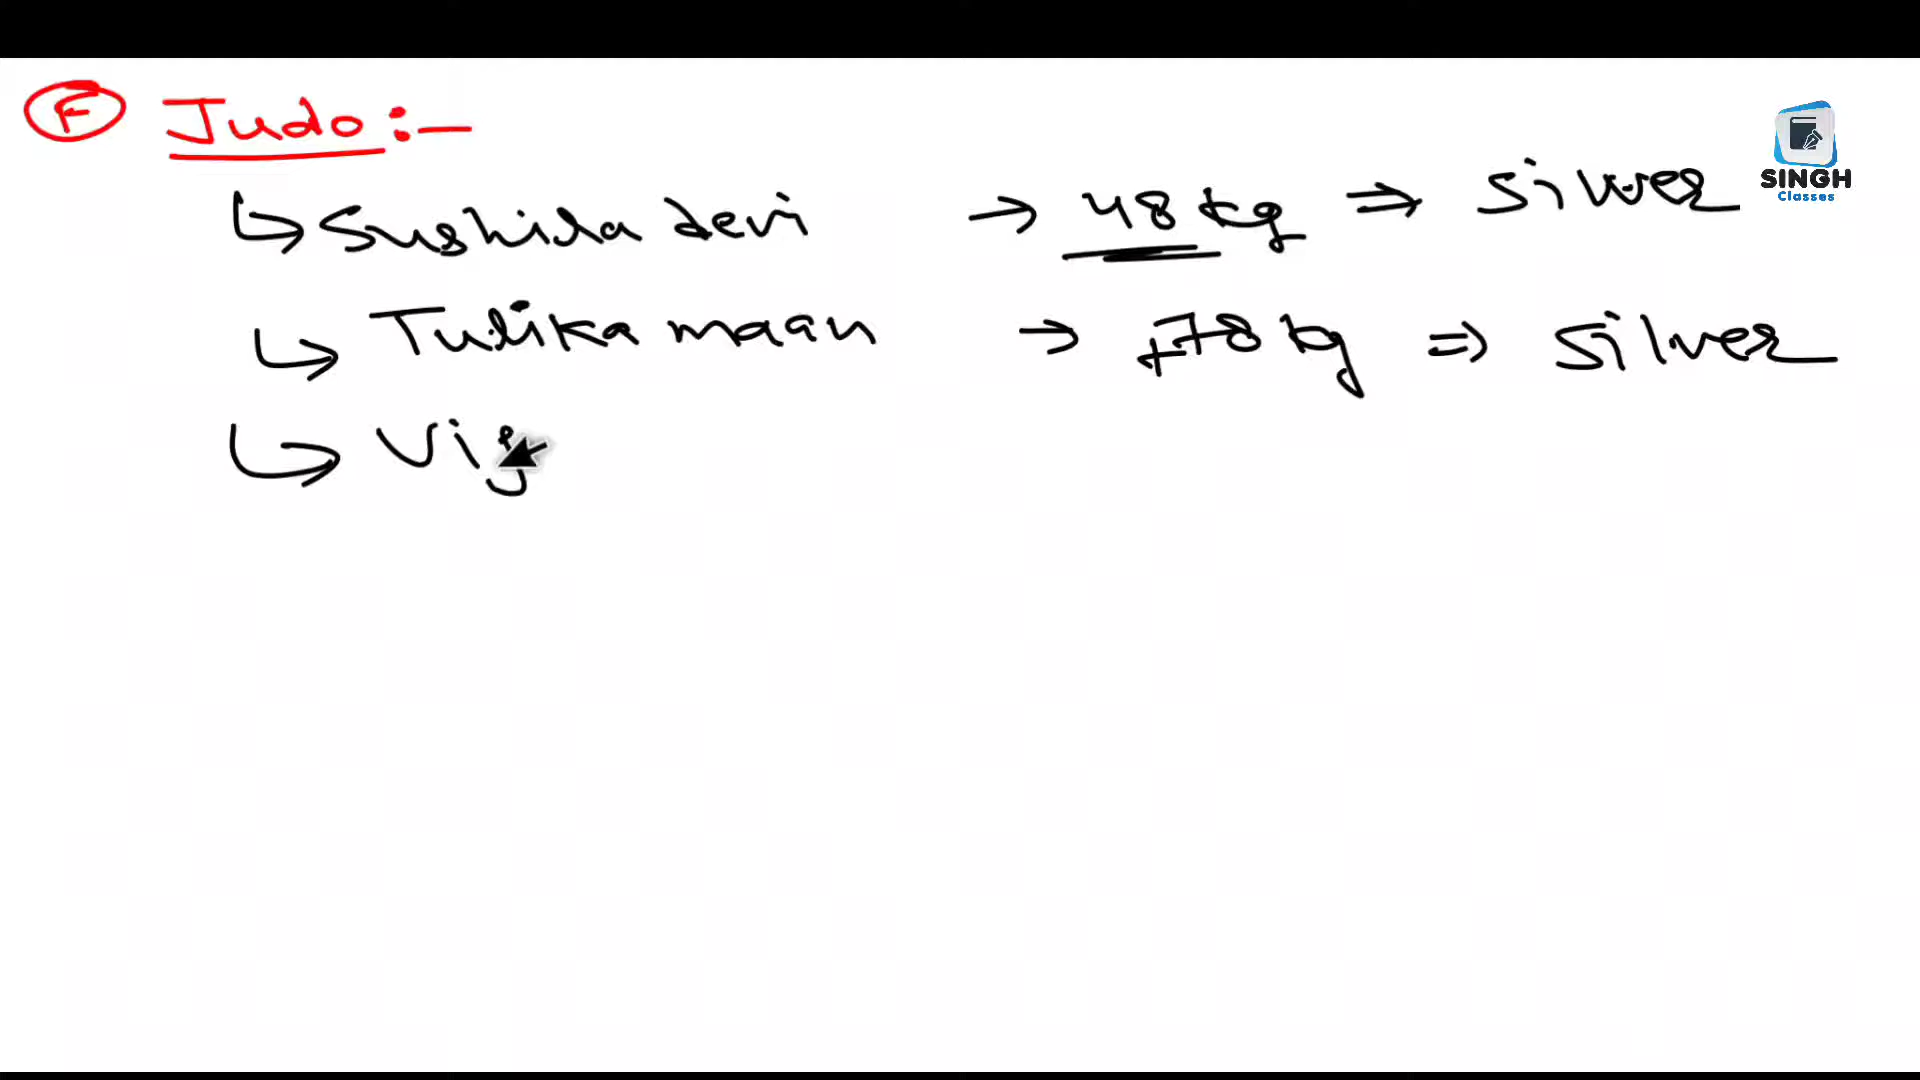 F Judo :-
↳ Sushila devi → 48 kg ⇒ silver
↳ Tulika maan → +78 kg ⇒ silver
↳ Vij
SINGH
Classes